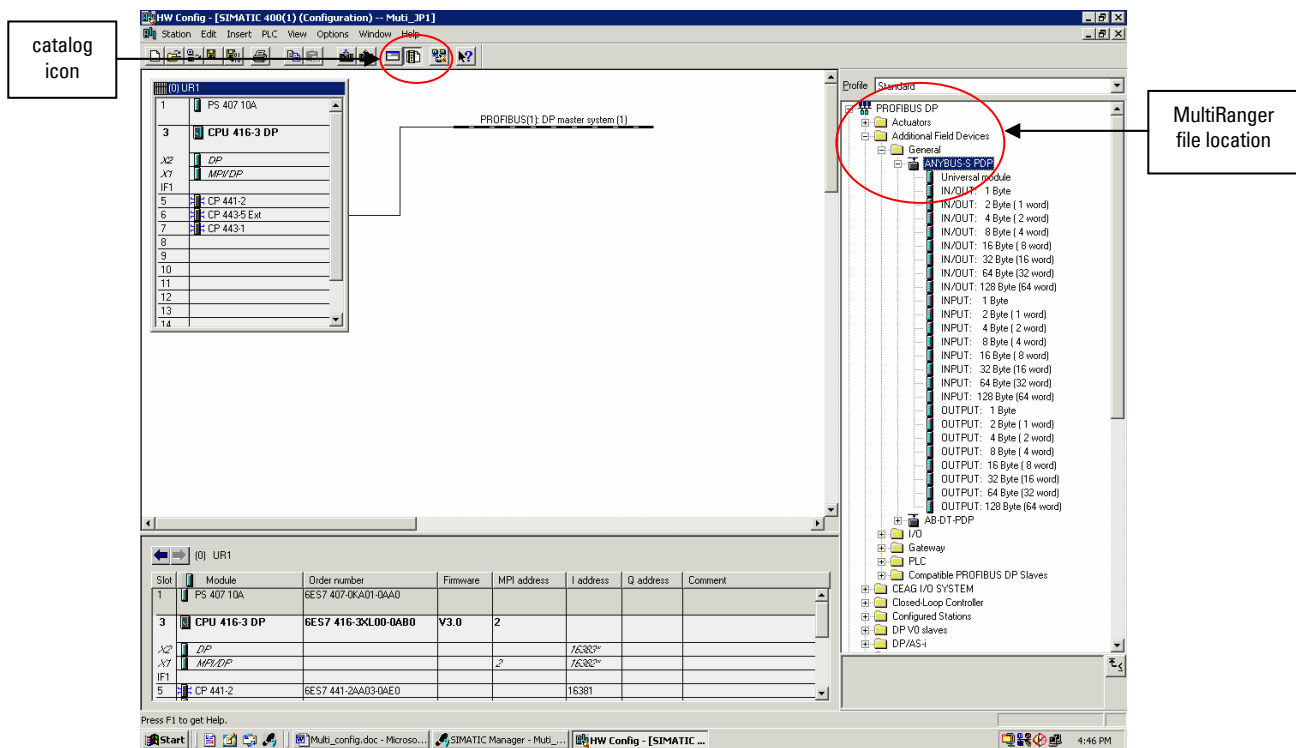 HW Config - [SIMATIC 400(1) (Configuration) -- Muti_JP1]
Station Edit Insert PLC View Options Window Help
catalog
icon
(0) UR1
1 PS 407 10A
3 CPU 416-3 DP
X2 DP
X1 MPI/DP
IF1
5 CP 441-2
6 CP 443-5 Ext
7 CP 443-1
8
9
10
11
12
13
14
PROFIBUS(1): DP master system (1)
Profile Standard
PROFIBUS DP
Actuators
Additional Field Devices
General
ANYBUS-S PDP
Universal module
IN/OUT: 1 Byte
IN/OUT: 2 Byte ( 1 word)
IN/OUT: 4 Byte ( 2 word)
IN/OUT: 8 Byte ( 4 word)
IN/OUT: 16 Byte ( 8 word)
IN/OUT: 32 Byte (16 word)
IN/OUT: 64 Byte (32 word)
IN/OUT: 128 Byte (64 word)
INPUT: 1 Byte
INPUT: 2 Byte ( 1 word)
INPUT: 4 Byte ( 2 word)
INPUT: 8 Byte ( 4 word)
INPUT: 16 Byte ( 8 word)
INPUT: 32 Byte (16 word)
INPUT: 64 Byte (32 word)
INPUT: 128 Byte (64 word)
OUTPUT: 1 Byte
OUTPUT: 2 Byte ( 1 word)
OUTPUT: 4 Byte ( 2 word)
OUTPUT: 8 Byte ( 4 word)
OUTPUT: 16 Byte ( 8 word)
OUTPUT: 32 Byte (16 word)
OUTPUT: 64 Byte (32 word)
OUTPUT: 128 Byte (64 word)
AB-DT-PDP
I/O
Gateway
PLC
Compatible PROFIBUS DP Slaves
CEAG I/O SYSTEM
Closed-Loop Controller
Configured Stations
DP V0 slaves
DP/AS-i
MultiRanger
file location
(0) UR1
Slot Module Order number Firmware MPI address I address Q address Comment
1 PS 407 10A 6ES7 407-0KA01-0AA0
3 CPU 416-3 DP 6ES7 416-3XL00-0AB0 V3.0 2
X2 DP 16383*
X1 MPI/DP 2 16382*
IF1
5 CP 441-2 6ES7 441-2AA03-0AE0 16381
Press F1 to get Help.
Start Multi_config.doc - Microso... SIMATIC Manager - Muti_... HW Config - [SIMATIC ... 4:46 PM